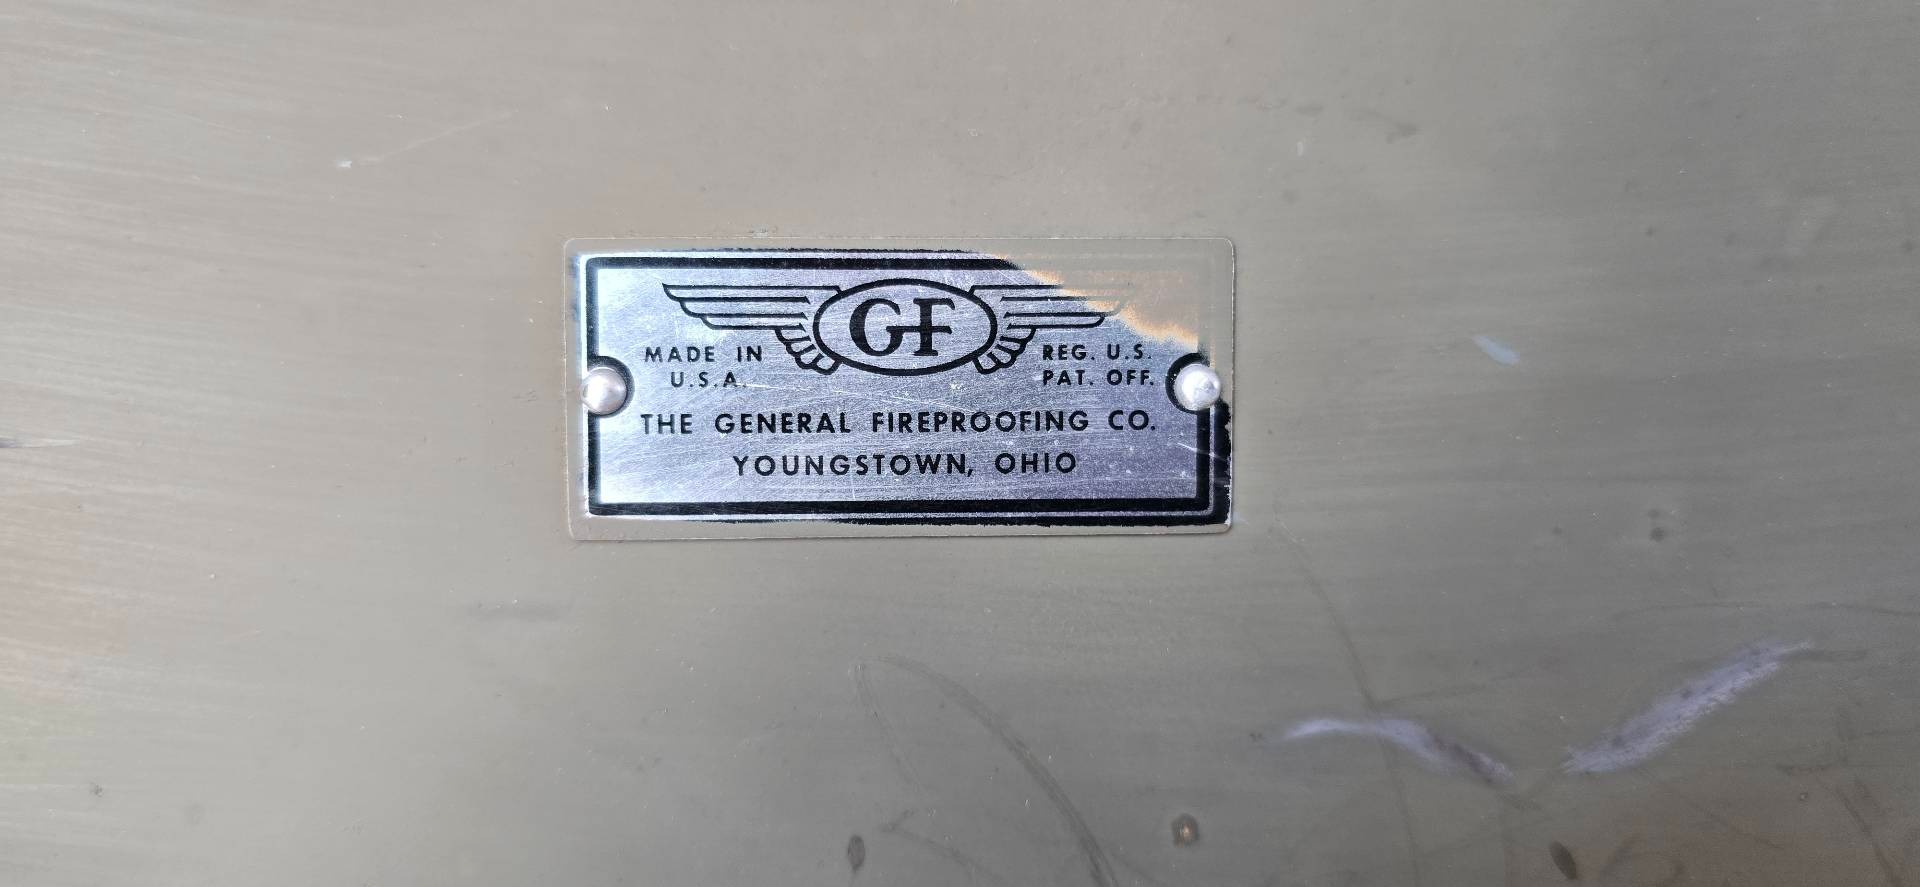 GF
MADE IN
U.S.A.
REG. U.S.
PAT. OFF.
THE GENERAL FIREPROOFING CO.
YOUNGSTOWN, OHIO